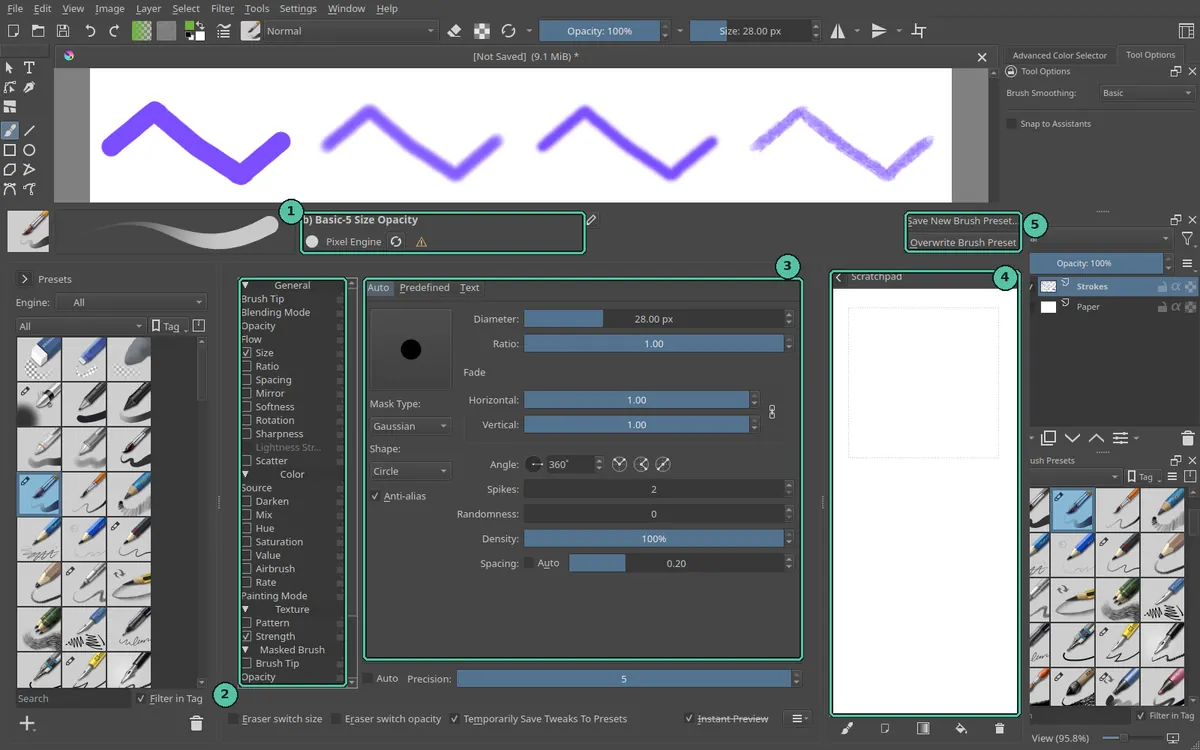 File Edit View Image Layer Select Filter Tools Settings Window Help
Normal Opacity: 100% Size: 28.00 px
[Not Saved] (9.1 MiB) *
Advanced Color Selector Tool Options
Tool Options
Brush Smoothing: Basic
Snap to Assistants
1
b) Basic-5 Size Opacity
Pixel Engine
Save New Brush Preset...
Overwrite Brush Preset
5
Opacity: 100%
Strokes
Paper
Presets
Engine: All
All Tag
Search Filter in Tag
General
Brush Tip
Blending Mode
Opacity
Flow
Size
Ratio
Spacing
Mirror
Softness
Rotation
Sharpness
Lightness Str...
Scatter
Color
Source
Darken
Mix
Hue
Saturation
Value
Airbrush
Rate
Painting Mode
Texture
Pattern
Strength
Masked Brush
Brush Tip
Opacity
2
3
Auto Predefined Text
Diameter: 28.00 px
Ratio: 1.00
Fade
Mask Type:
Gaussian
Horizontal: 1.00
Vertical: 1.00
Shape:
Circle
Anti-alias
Angle: 360°
Spikes: 2
Randomness: 0
Density: 100%
Spacing: Auto 0.20
Auto Precision: 5
Eraser switch size Eraser switch opacity Temporarily Save Tweaks To Presets Instant Preview
Scratchpad
4
ush Presets
Tag
Filter in Tag
View (95.8%)